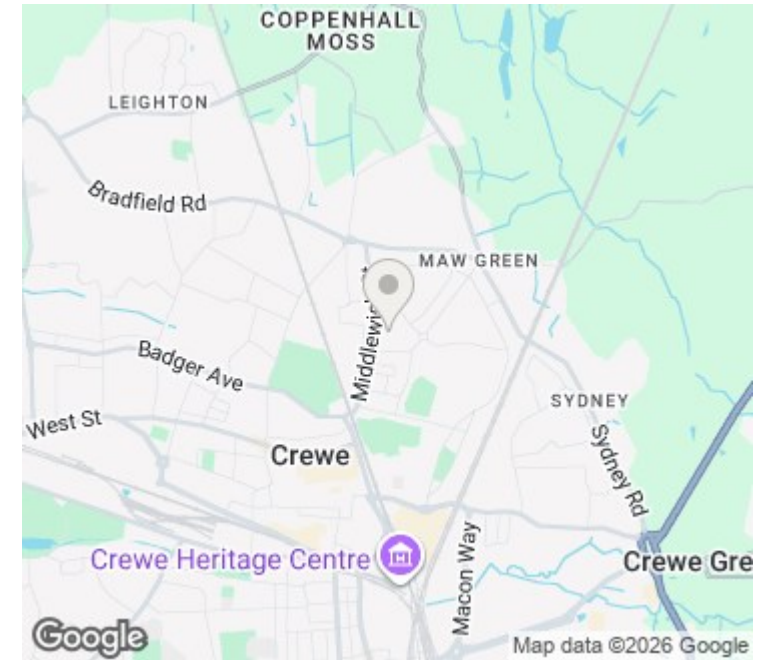 COPPENHALL
MOSS
LEIGHTON
Bradfield Rd
MAW GREEN
Badger Ave
SYDNEY
West St
Crewe
Sydney Rd
Crewe Heritage Centre
Macon Way
Crewe Gre
Google
Map data ©2026 Google